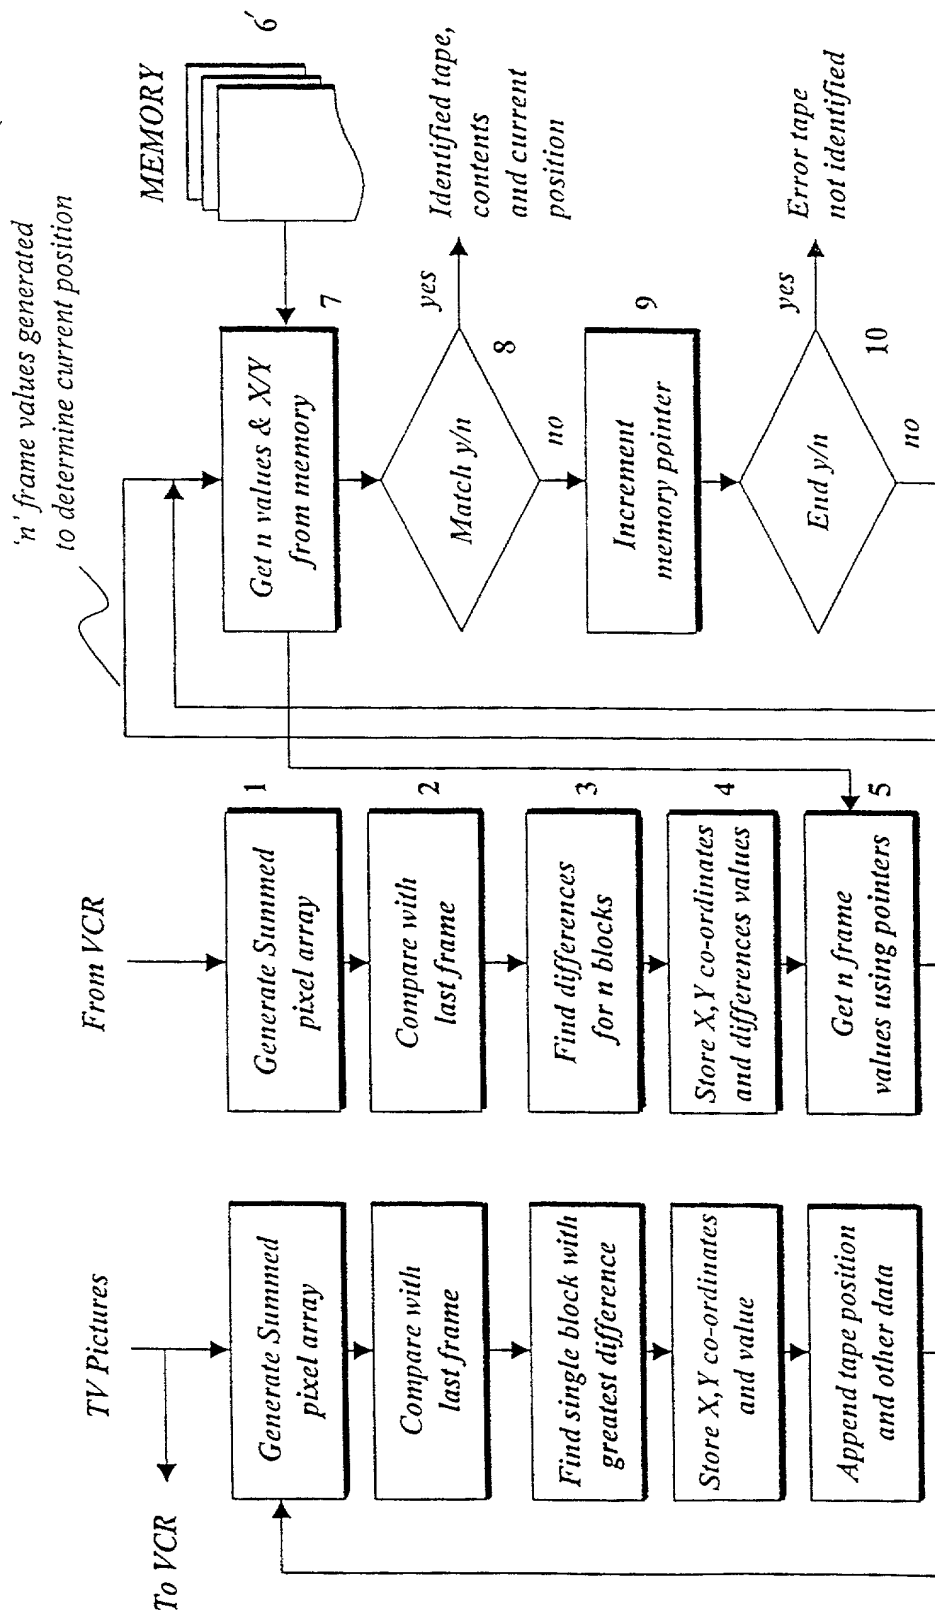 TV Pictures
To VCR
Generate Summed
pixel array
Compare with
last frame
Find single block with
greatest difference
Store X,Y co-ordinates
and value
Append tape position
and other data
From VCR
Generate Summed
pixel array
1
Compare with
last frame
2
Find differences
for n blocks
3
Store X,Y co-ordinates
and differences values
4
Get n frame
values using pointers
5
'n' frame values generated
to determine current position
MEMORY
6'
Get n values & X/Y
from memory
7
Match y/n
8
yes
Identified tape,
contents
and current
position
no
Increment
memory pointer
9
End y/n
10
yes
Error tape
not identified
no